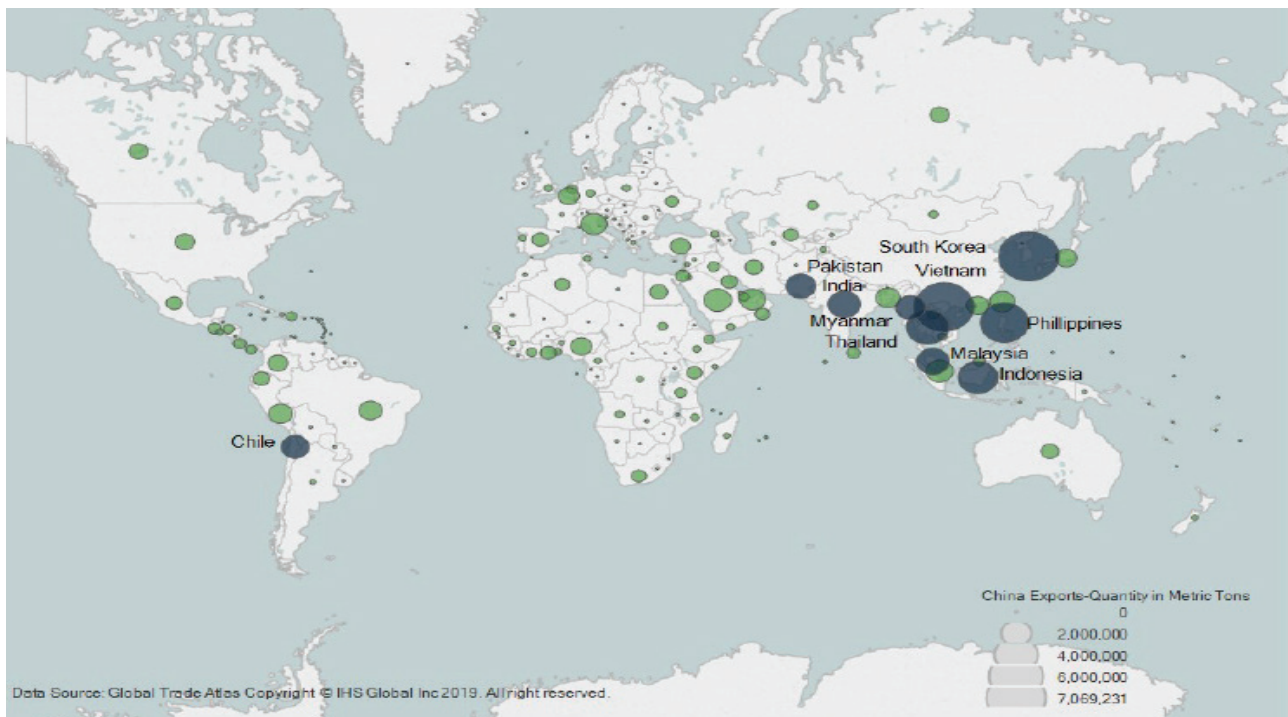 South Korea
Pakistan
Vietnam
India
Myanmar
Phillippines
Thailand
Malaysia
Indonesia
Chile
China Exports-Quantity in Metric Tons
0
2,000,000
4,000,000
6,000,000
7,069,231
Data Source: Global Trade Atlas Copyright © IHS Global Inc 2019. All right reserved.